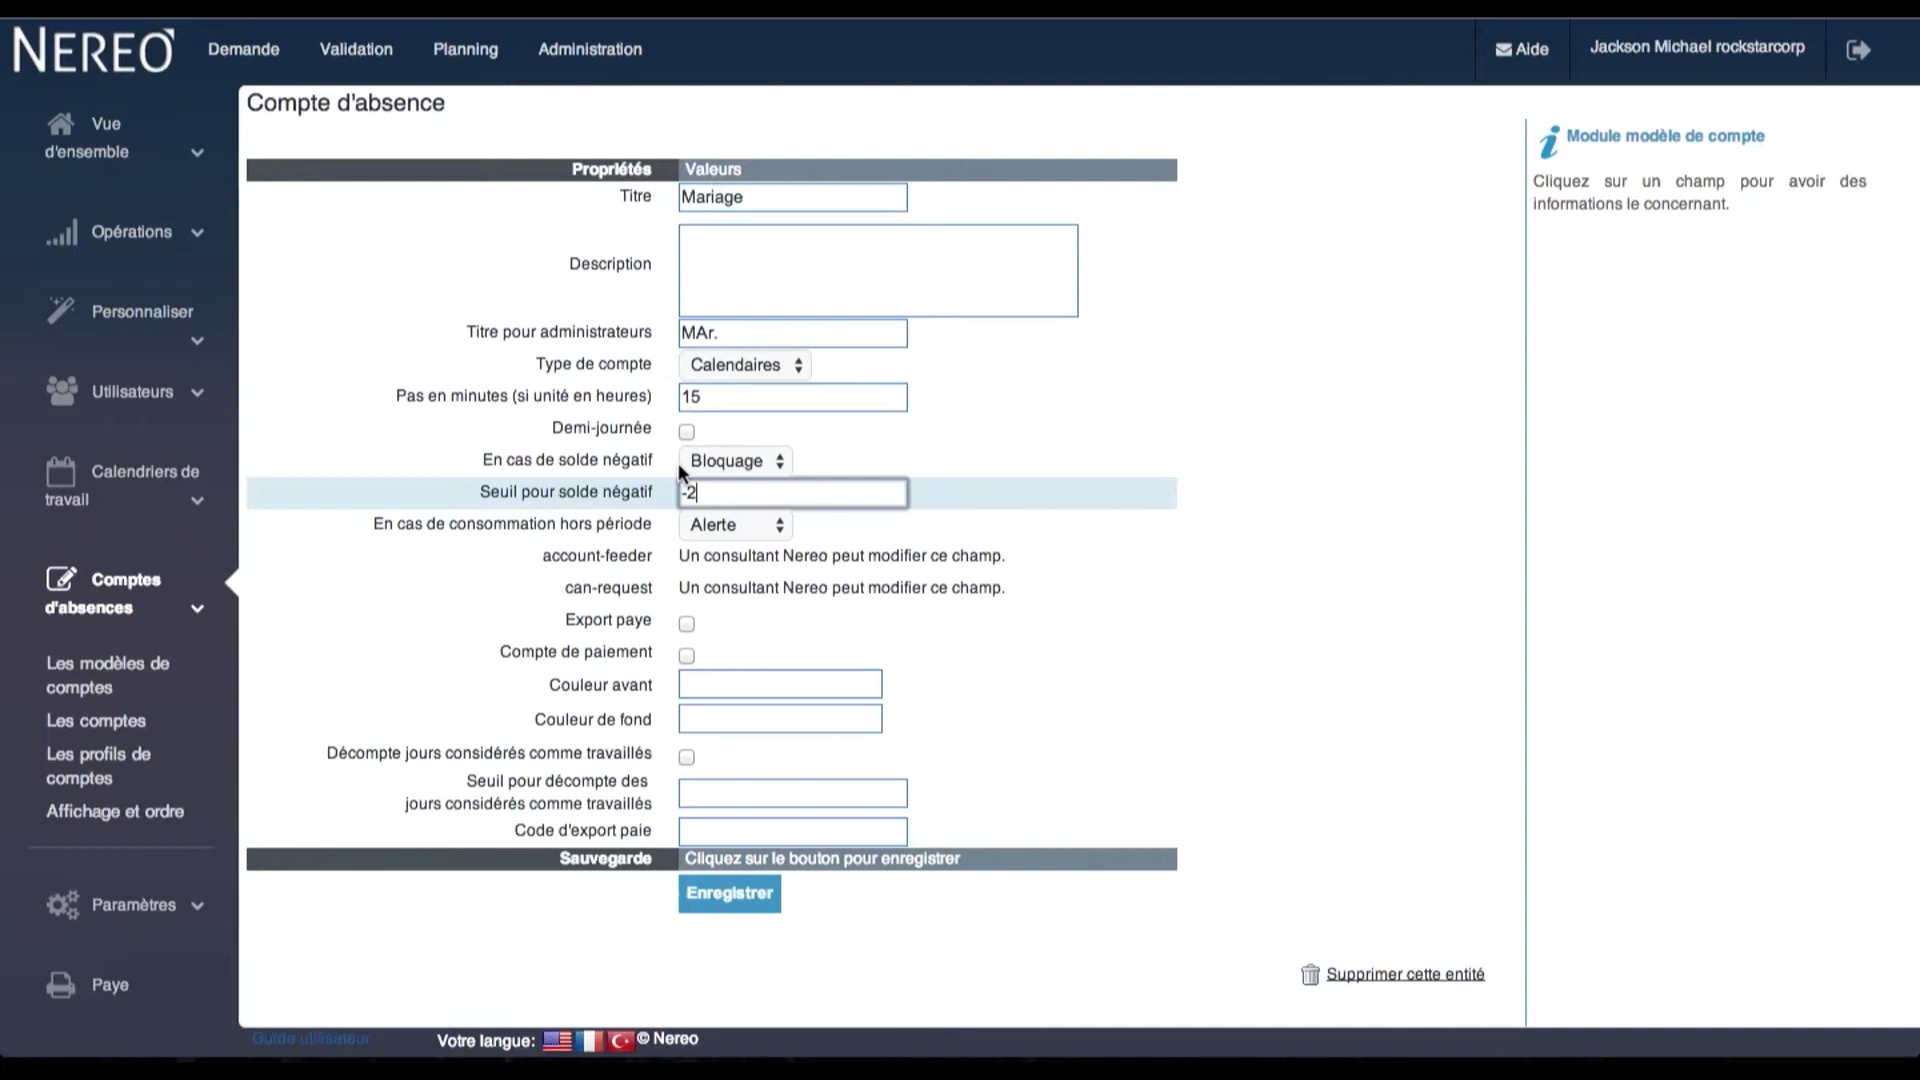 NEREO
Demande
Validation
Planning
Administration
Aide
Jackson Michael rockstarcorp
Vue
d'ensemble
Opérations
Personnaliser
Utilisateurs
Calendriers de
travail
Comptes
d'absences
Les modèles de
comptes
Les comptes
Les profils de
comptes
Affichage et ordre
Paramètres
Paye
Compte d'absence
Propriétés Valeurs
Titre Mariage
Description
Titre pour administrateurs MAr.
Type de compte Calendaires
Pas en minutes (si unité en heures) 15
Demi-journée
En cas de solde négatif Bloquage
Seuil pour solde négatif -2
En cas de consommation hors période Alerte
account-feeder Un consultant Nereo peut modifier ce champ.
can-request Un consultant Nereo peut modifier ce champ.
Export paye
Compte de paiement
Couleur avant
Couleur de fond
Décompte jours considérés comme travaillés
Seuil pour décompte des
jours considérés comme travaillés
Code d'export paie
Sauvegarde Cliquez sur le bouton pour enregistrer
Enregistrer
Supprimer cette entité
Module modèle de compte
Cliquez sur un champ pour avoir des
informations le concernant.
Guide utilisateur
Votre langue: © Nereo